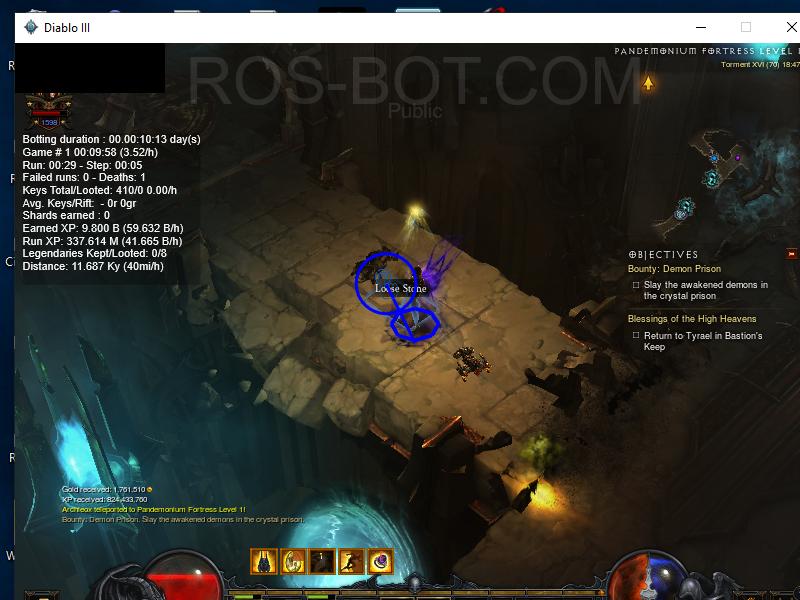 Diablo III
PANDEMONIUM FORTRESS LEVEL 1
Torment XVI (70) 18:47
ROS-BOT.COM
Public
1598
Botting duration : 00.00:10:13 day(s)
Game # 1 00:09:58 (3.52/h)
Run: 00:29 - Step: 00:05
Failed runs: 0 - Deaths: 1
Keys Total/Looted: 410/0 0.00/h
Avg. Keys/Rift:  - 0r 0gr
Shards earned : 0
Earned XP: 9.800 B (59.632 B/h)
Run XP: 337.614 M (41.665 B/h)
Legendaries Kept/Looted: 0/8
Distance: 11.687 Ky (40mi/h)
OBJECTIVES
Bounty: Demon Prison
Slay the awakened demons in
the crystal prison
Blessings of the High Heavens
Return to Tyrael in Bastion's
Keep
Loose Stone
Gold received: 1,761,510
XP received: 824,433,760
Archleox teleported to Pandemonium Fortress Level 1!
Bounty: Demon Prison. Slay the awakened demons in the crystal prison.